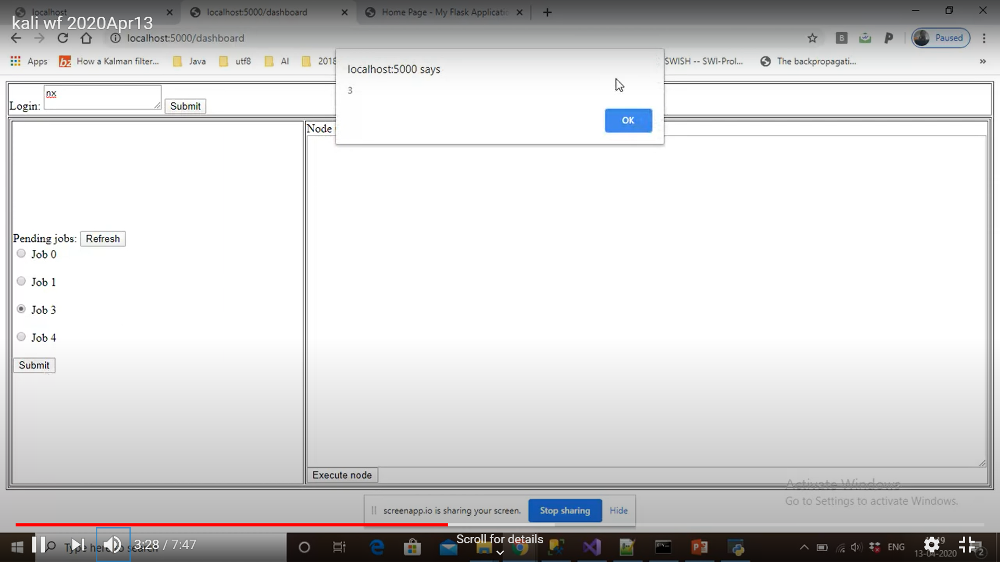 localhost
localhost:5000/dashboard
Home Page - My Flask Applicatio
kali wf 2020Apr13
localhost:5000/dashboard
B
Paused
Apps
bz
How a Kalman filter...
Java
utf8
AI
2018
SWISH -- SWI-Prol...
The backpropagati...
»
localhost:5000 says
3
OK
Login:
nx
Submit
Node
Pending jobs:
Refresh
Job 0
Job 1
Job 3
Job 4
Submit
Execute node
Activate Windows
Go to Settings to activate Windows.
screenapp.io is sharing your screen.
Stop sharing
Hide
Scroll for details
Type here to search
3:28 / 7:47
ENG
13-04-2020
2